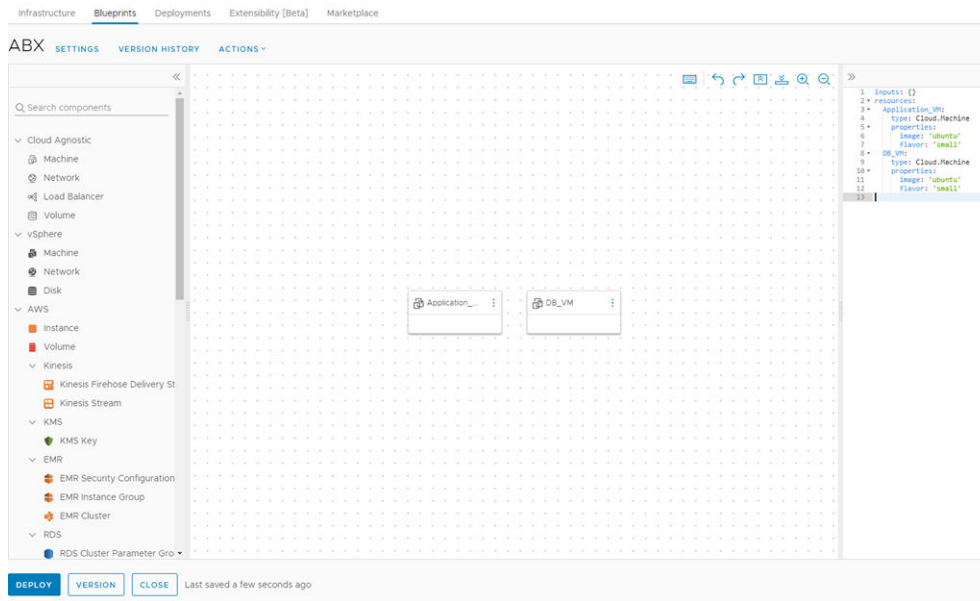 Infrastructure Blueprints Deployments Extensibility [Beta] Marketplace
ABX SETTINGS VERSION HISTORY ACTIONS
Search components
Cloud Agnostic
Machine
Network
Load Balancer
Volume
vSphere
Machine
Network
Disk
AWS
Instance
Volume
Kinesis
Kinesis Firehose Delivery St
Kinesis Stream
KMS
KMS Key
EMR
EMR Security Configuration
EMR Instance Group
EMR Cluster
RDS
RDS Cluster Parameter Gro
Application_...
DB_VM
1 inputs: {}
2 resources:
3 Application_VM:
4 type: Cloud.Machine
5 properties:
6 image: 'ubuntu'
7 flavor: 'small'
8 DB_VM:
9 type: Cloud.Machine
10 properties:
11 image: 'ubuntu'
12 flavor: 'small'
13
DEPLOY VERSION CLOSE Last saved a few seconds ago